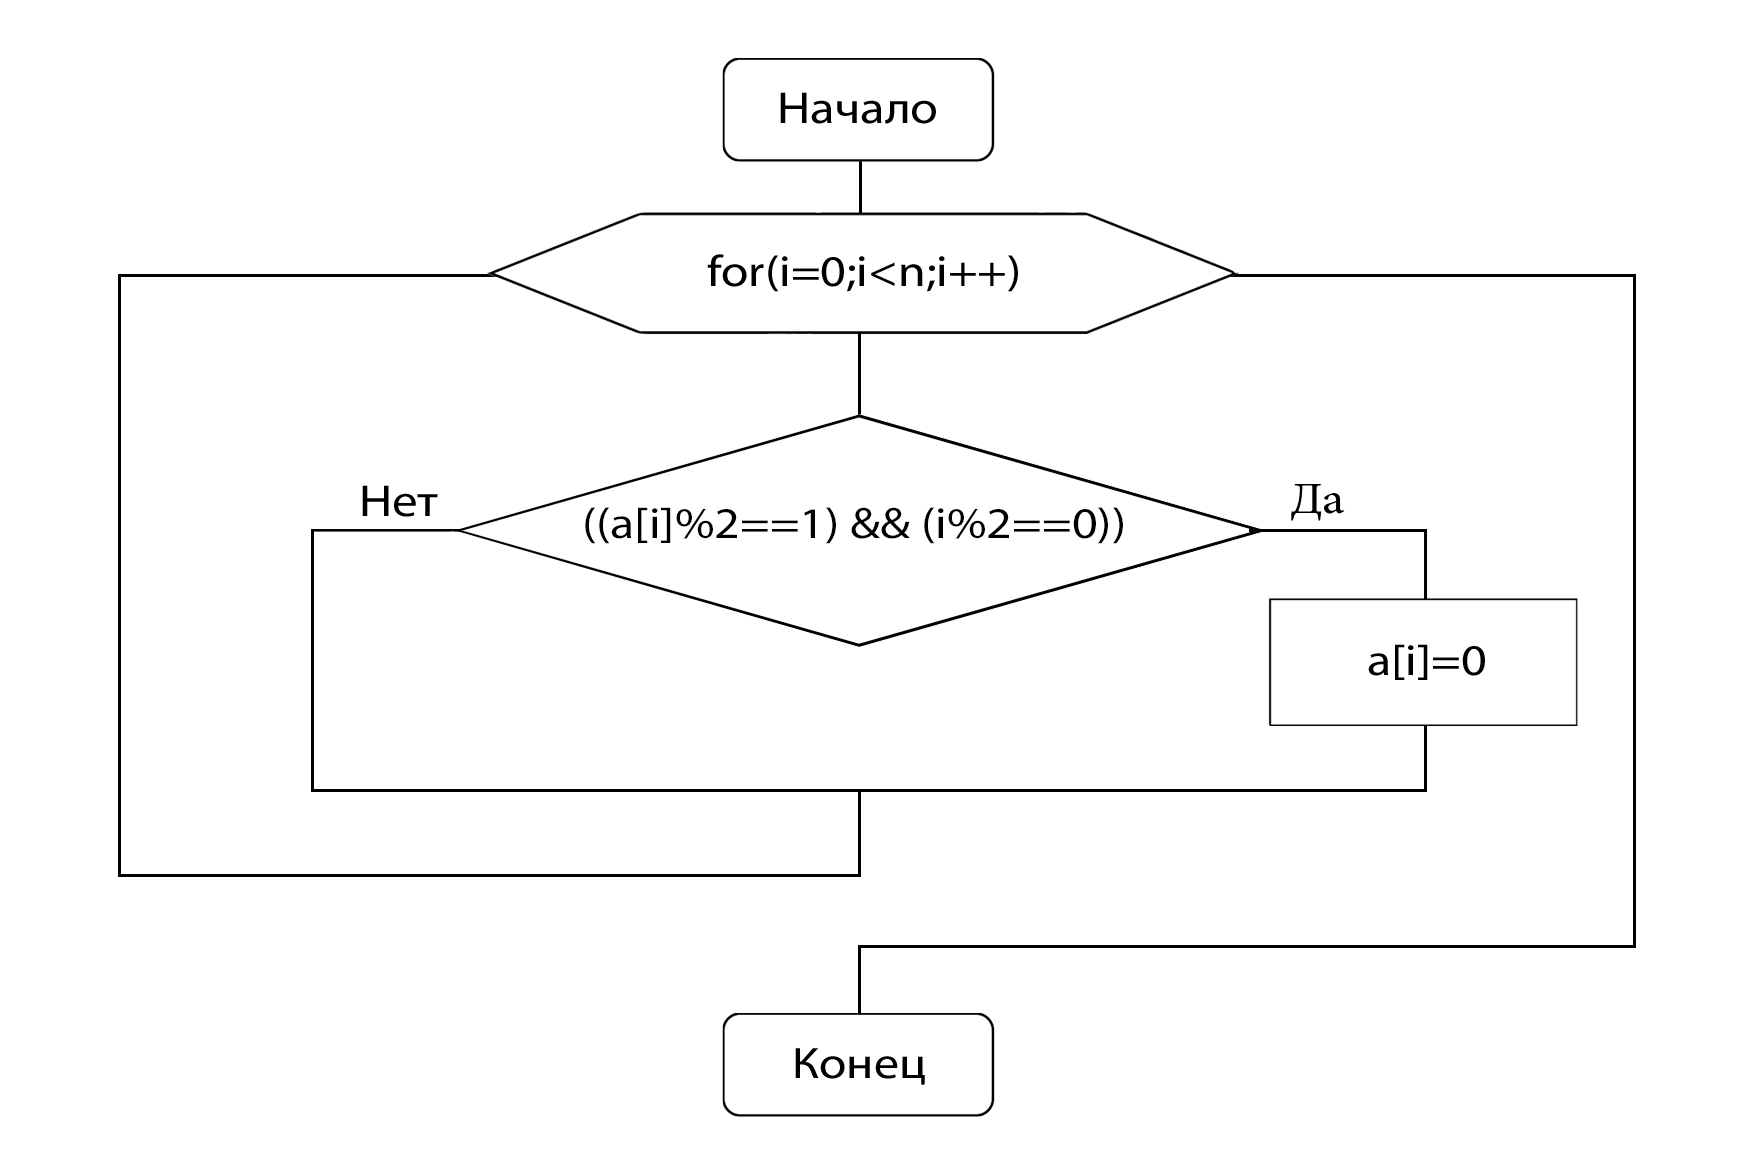 Начало
for(i=0;i<n;i++)
Нет
((a[i]%2==1) && (i%2==0))
Да
a[i]=0
Конец